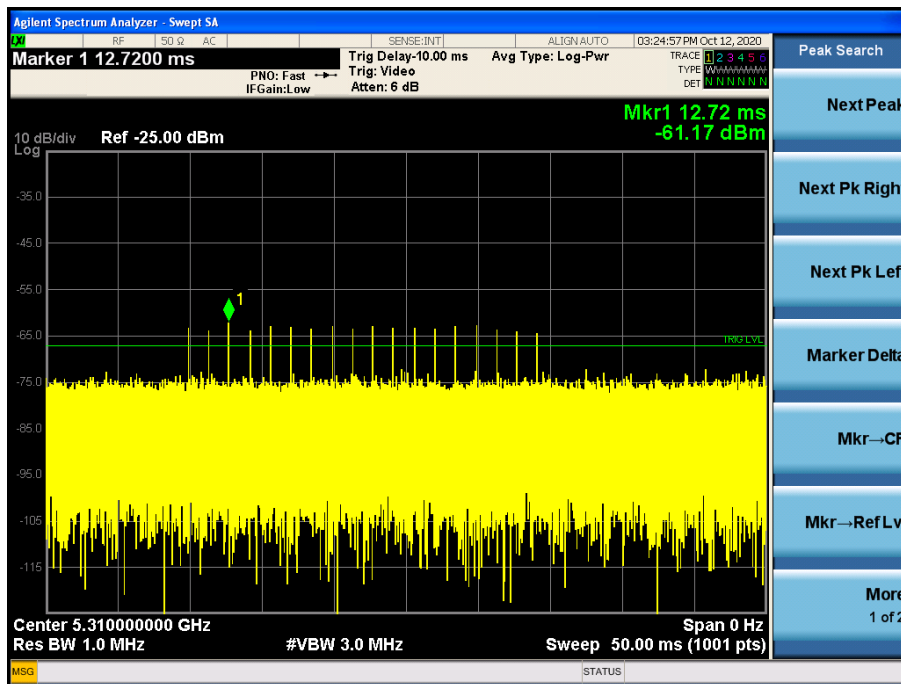 Agilent Spectrum Analyzer - Swept SA
LXI RF 50 Ω AC SENSE:INT ALIGN AUTO 03:24:57 PM Oct 12, 2020
Marker 1 12.7200 ms
PNO: Fast
IFGain:Low
Trig Delay-10.00 ms
Trig: Video
Atten: 6 dB
Avg Type: Log-Pwr
TRACE 1 2 3 4 5 6
TYPE WWWWWW
DET N N N N N N
Peak Search
Mkr1 12.72 ms
-61.17 dBm
10 dB/div Ref -25.00 dBm
Log
-35.0
-45.0
-55.0
-65.0
-75.0
-85.0
-95.0
-105
-115
1
TRIG LVL
Center 5.310000000 GHz Span 0 Hz
Res BW 1.0 MHz #VBW 3.0 MHz Sweep 50.00 ms (1001 pts)
MSG STATUS
Next Peak
Next Pk Righ
Next Pk Lef
Marker Delta
Mkr→CF
Mkr→Ref Lv
More
1 of 2